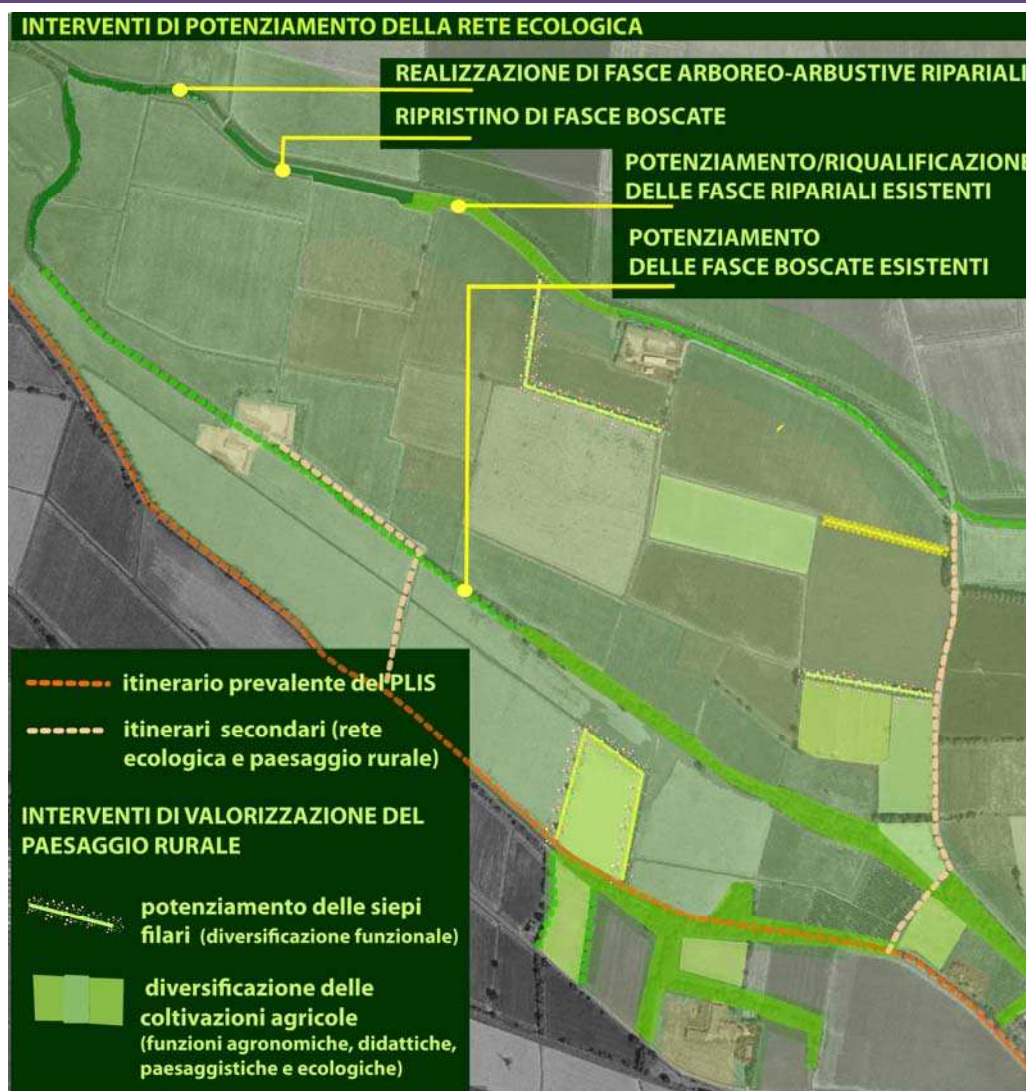 INTERVENTI DI POTENZIAMENTO DELLA RETE ECOLOGICA
REALIZZAZIONE DI FASCE ARBOREO-ARBUSTIVE RIPARIALI
RIPRISTINO DI FASCE BOSCATE
POTENZIAMENTO/RIQUALIFICAZIONE
DELLE FASCE RIPARIALI ESISTENTI
POTENZIAMENTO
DELLE FASCE BOSCATE ESISTENTI
itinerario prevalente del PLIS
itinerari secondari (rete
ecologica e paesaggio rurale)
INTERVENTI DI VALORIZZAZIONE DEL
PAESAGGIO RURALE
potenziamento delle siepi
filari (diversificazione funzionale)
diversificazione delle
coltivazioni agricole
(funzioni agronomiche, didattiche,
paesaggistiche e ecologiche)